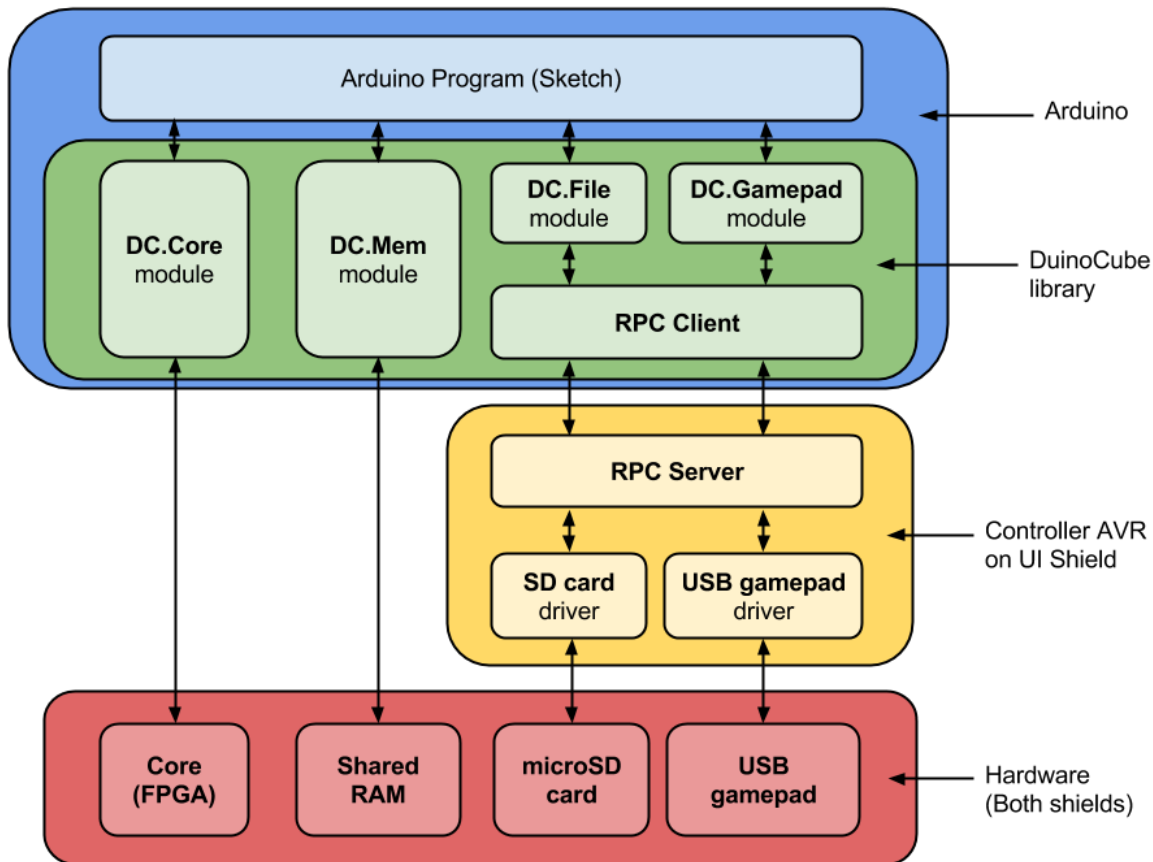 Arduino Program (Sketch)
Arduino
DC.Core
module
DC.Mem
module
DC.File
module
DC.Gamepad
module
DuinoCube
library
RPC Client
RPC Server
Controller AVR
on UI Shield
SD card
driver
USB gamepad
driver
Core
(FPGA)
Shared
RAM
microSD
card
USB
gamepad
Hardware
(Both shields)